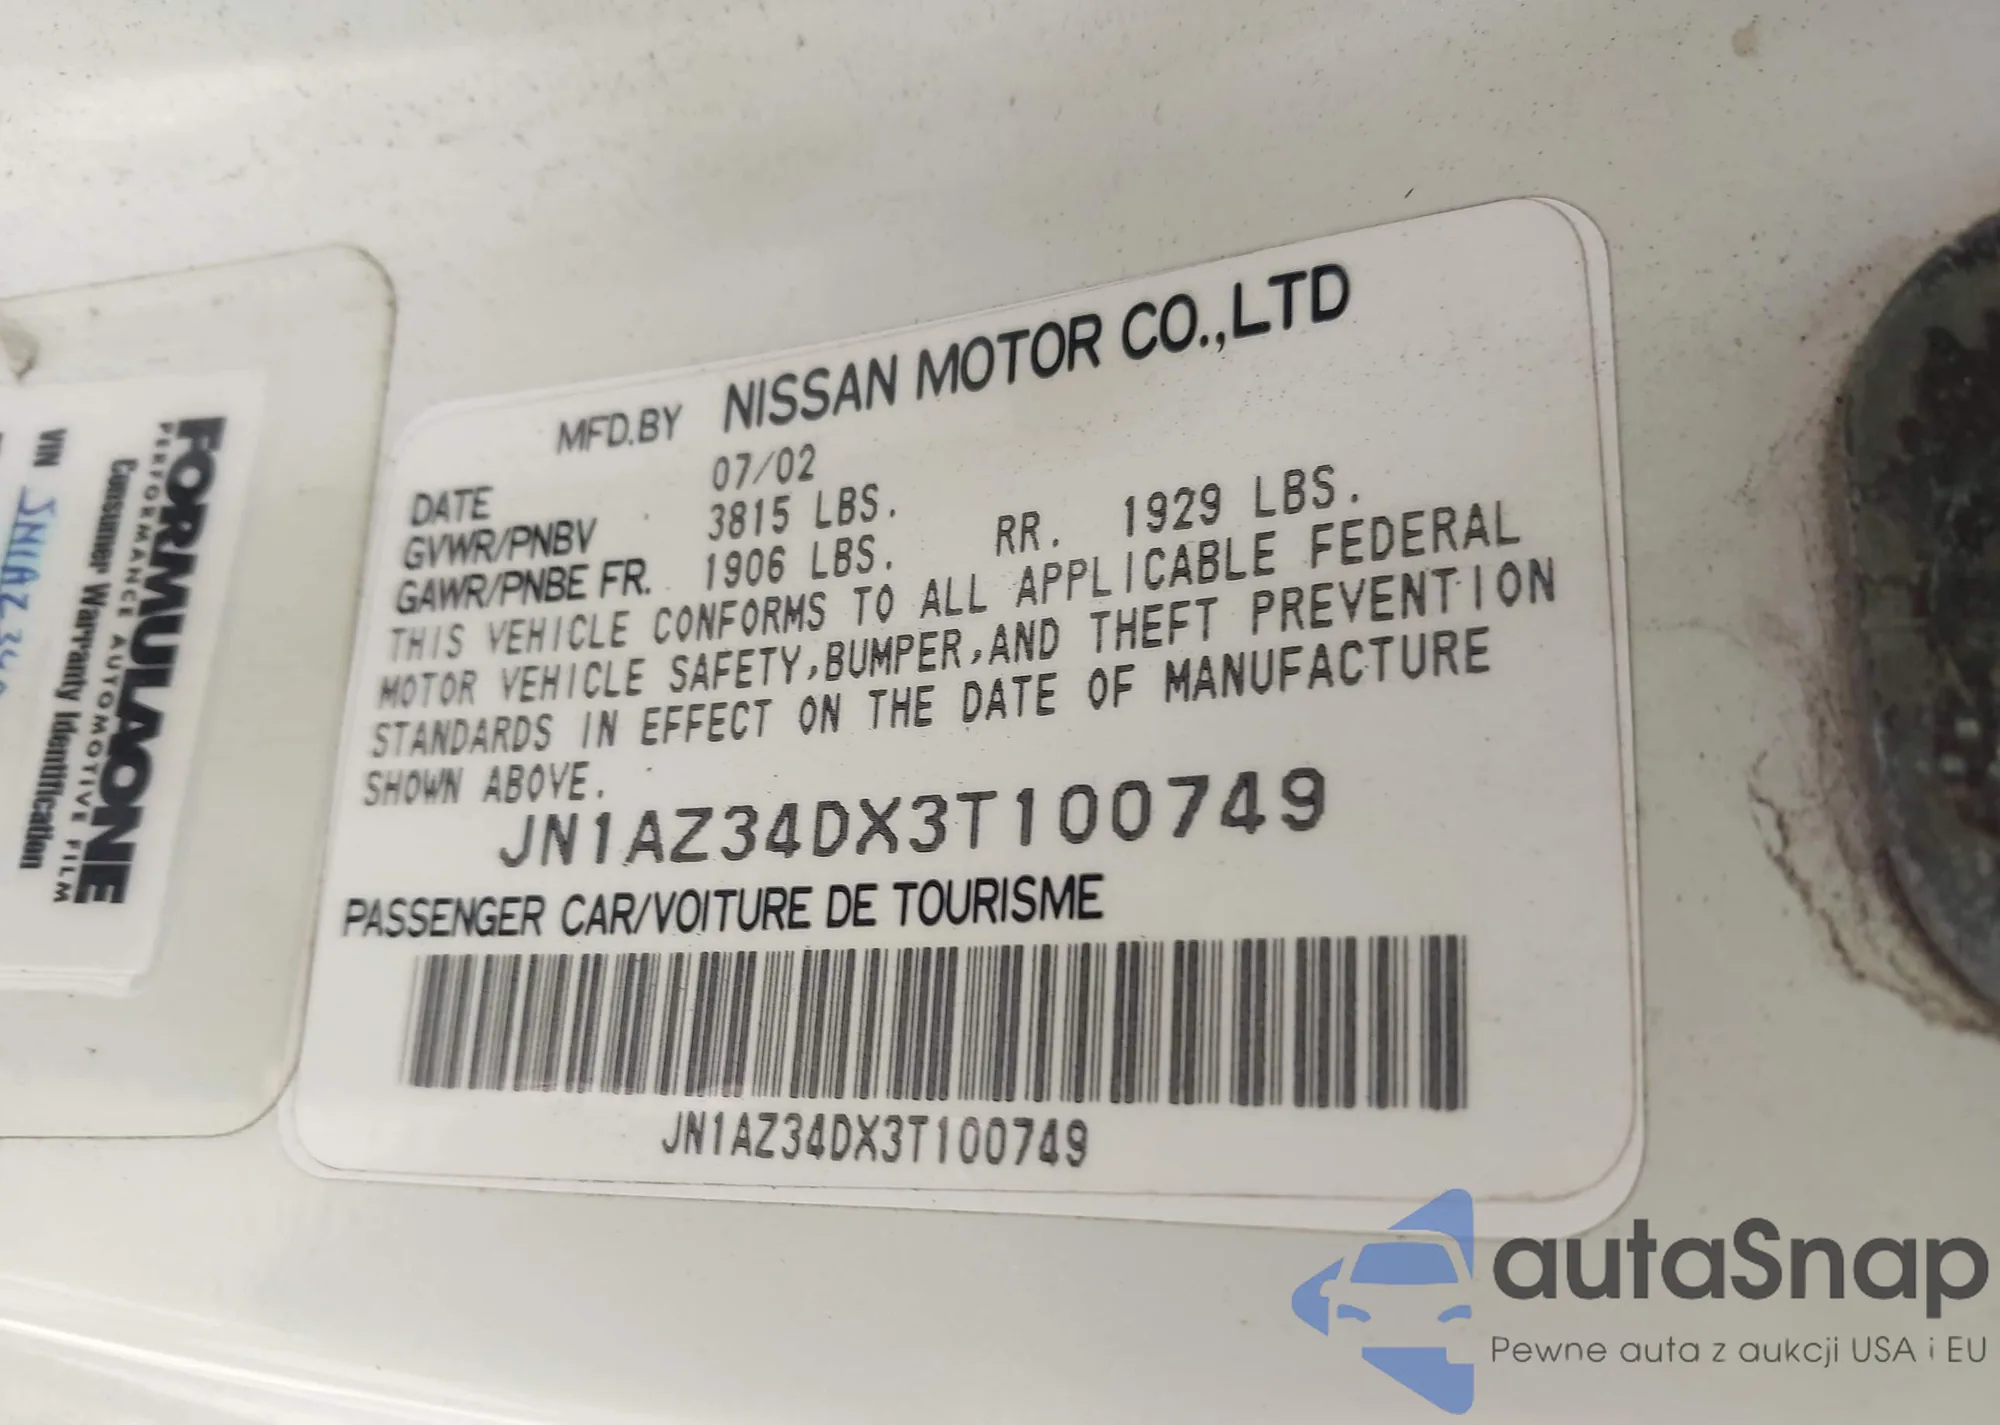 MFD.BY NISSAN MOTOR CO.,LTD
DATE 07/02
GVWR/PNBV 3815 LBS.
GAWR/PNBE FR. 1906 LBS. RR. 1929 LBS.
THIS VEHICLE CONFORMS TO ALL APPLICABLE FEDERAL
MOTOR VEHICLE SAFETY,BUMPER,AND THEFT PREVENTION
STANDARDS IN EFFECT ON THE DATE OF MANUFACTURE
SHOWN ABOVE.
JN1AZ34DX3T100749
PASSENGER CAR/VOITURE DE TOURISME
JN1AZ34DX3T100749
FORMULAONE
PERFORMANCE AUTOMOTIVE FILM
Consumer Warranty Identification
VIN
autaSnap
Pewne auta z aukcji USA i EU